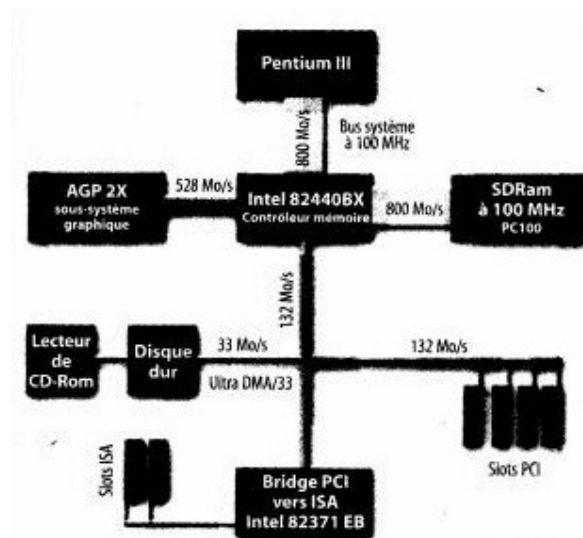 Pentium III
800 Mo/s
Bus système
à 100 MHz
AGP 2X
sous-système
graphique
528 Mo/s
Intel 82440BX
Contrôleur mémoire
800 Mo/s
SDRam
à 100 MHz
PC100
132 Mo/s
Lecteur
de
CD-Rom
Disque
dur
33 Mo/s
Ultra DMA/33
132 Mo/s
Slots PCI
Slots ISA
Bridge PCI
vers ISA
Intel 82371 EB